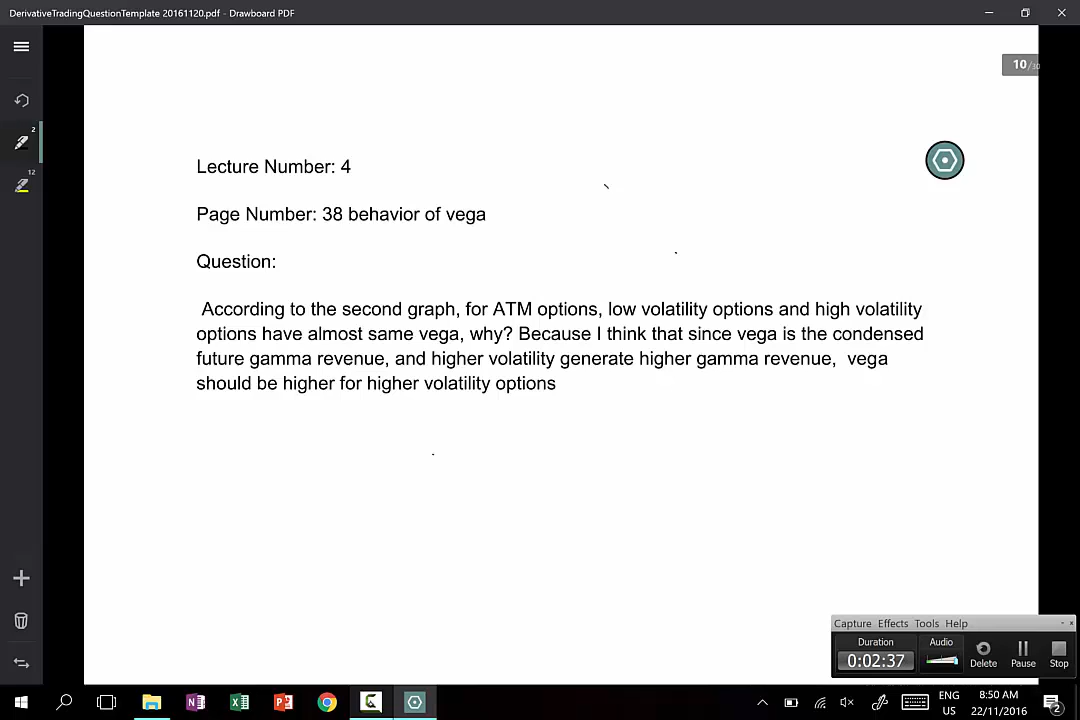 DerivativeTradingQuestionTemplate 20161120.pdf - Drawboard PDF
10/30
2
12
Lecture Number: 4
Page Number: 38 behavior of vega
Question:
According to the second graph, for ATM options, low volatility options and high volatility
options have almost same vega, why? Because I think that since vega is the condensed
future gamma revenue, and higher volatility generate higher gamma revenue,  vega
should be higher for higher volatility options
Capture Effects Tools Help
Duration
Audio
0:02:37
Delete
Pause
Stop
ENG
US
8:50 AM
22/11/2016
2